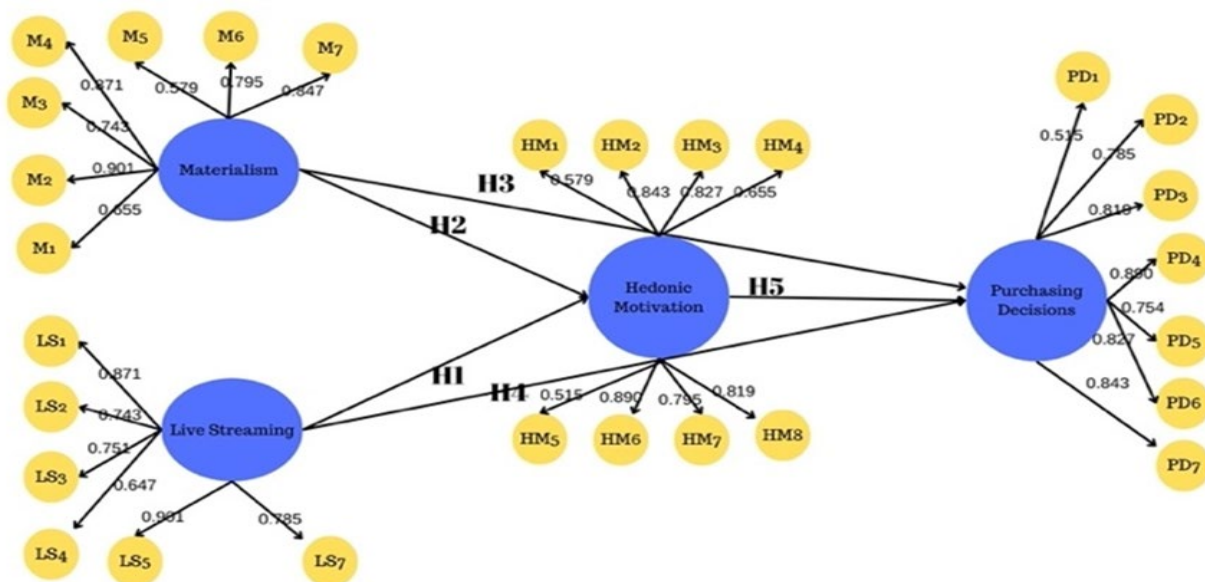 M4
M5
M6
M7
0.871
0.579
0.795
0.847
M3
0.743
Materialism
M2
0.901
0.655
M1
HM1
HM2
HM3
HM4
0.579
0.843
0.827
0.655
H3
H2
Hedonic
Motivation
H5
PD1
PD2
0.515
0.785
PD3
0.819
PD4
0.890
Purchasing
Decisions
0.754
0.827
PD5
PD6
0.843
PD7
LS1
0.871
H1
H4
LS2
0.743
Live Streaming
LS3
0.751
0.647
LS4
0.901
LS5
0.785
LS7
0.515
0.890
0.795
0.819
HM5
HM6
HM7
HM8